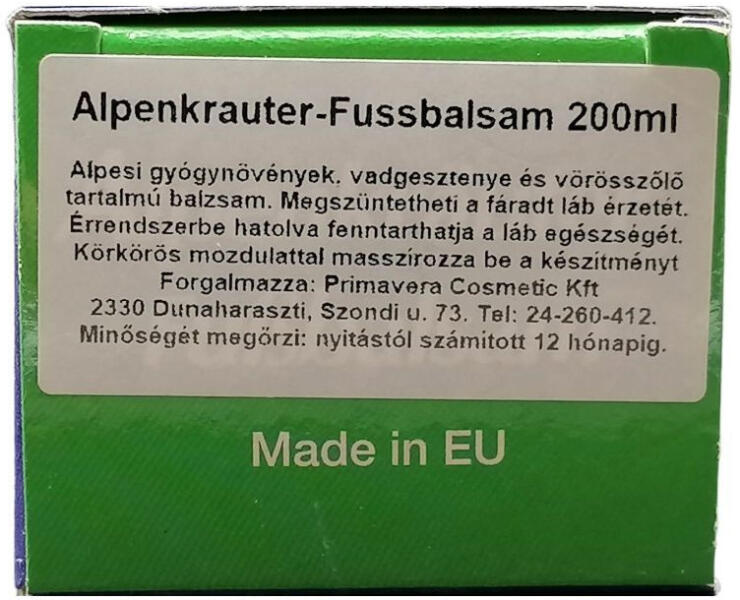 Alpenkrauter-Fussbalsam 200ml
Alpesi gyógynövények, vadgesztenye és vörösszőlő
tartalmú balzsam. Megszüntetheti a fáradt láb érzetét.
Érrendszerbe hatolva fenntarthatja a láb egészségét.
Körkörös mozdulattal masszírozza be a készítményt
Forgalmazza: Primavera Cosmetic Kft
2330 Dunaharaszti, Szondi u. 73. Tel: 24-260-412.
Minőségét megőrzi: nyitástól számított 12 hónapig.
Made in EU